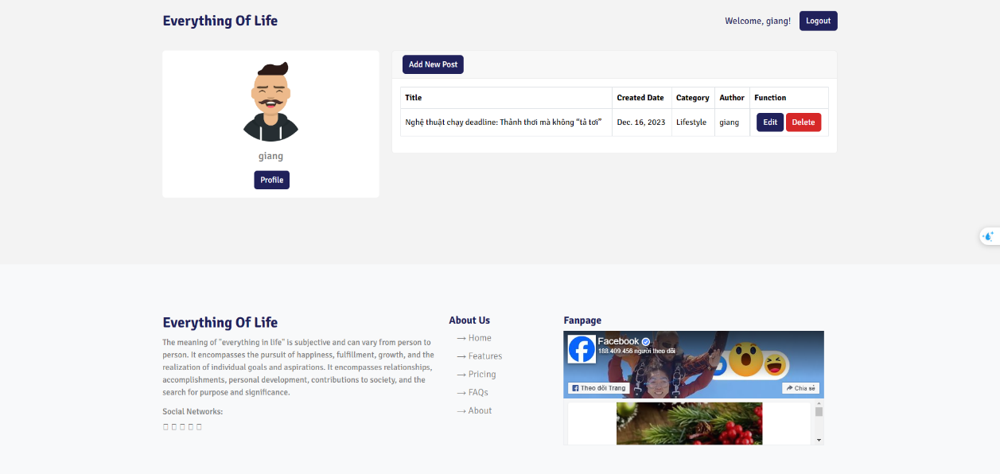 Everything Of Life
Welcome, giang!
Logout
giang
Profile
Add New Post
Title Created Date Category Author Function
Nghệ thuật chạy deadline: Thảnh thơi mà không “tả tơi” Dec. 16, 2023 Lifestyle giang Edit Delete
Everything Of Life
The meaning of "everything in life" is subjective and can vary from person to
person. It encompasses the pursuit of happiness, fulfillment, growth, and the
realization of individual goals and aspirations. It encompasses relationships,
accomplishments, personal development, contributions to society, and the
search for purpose and significance.
Social Networks:
About Us
→ Home
→ Features
→ Pricing
→ FAQs
→ About
Fanpage
Facebook
188.409.456 người theo dõi
Theo dõi Trang
Chia sẻ